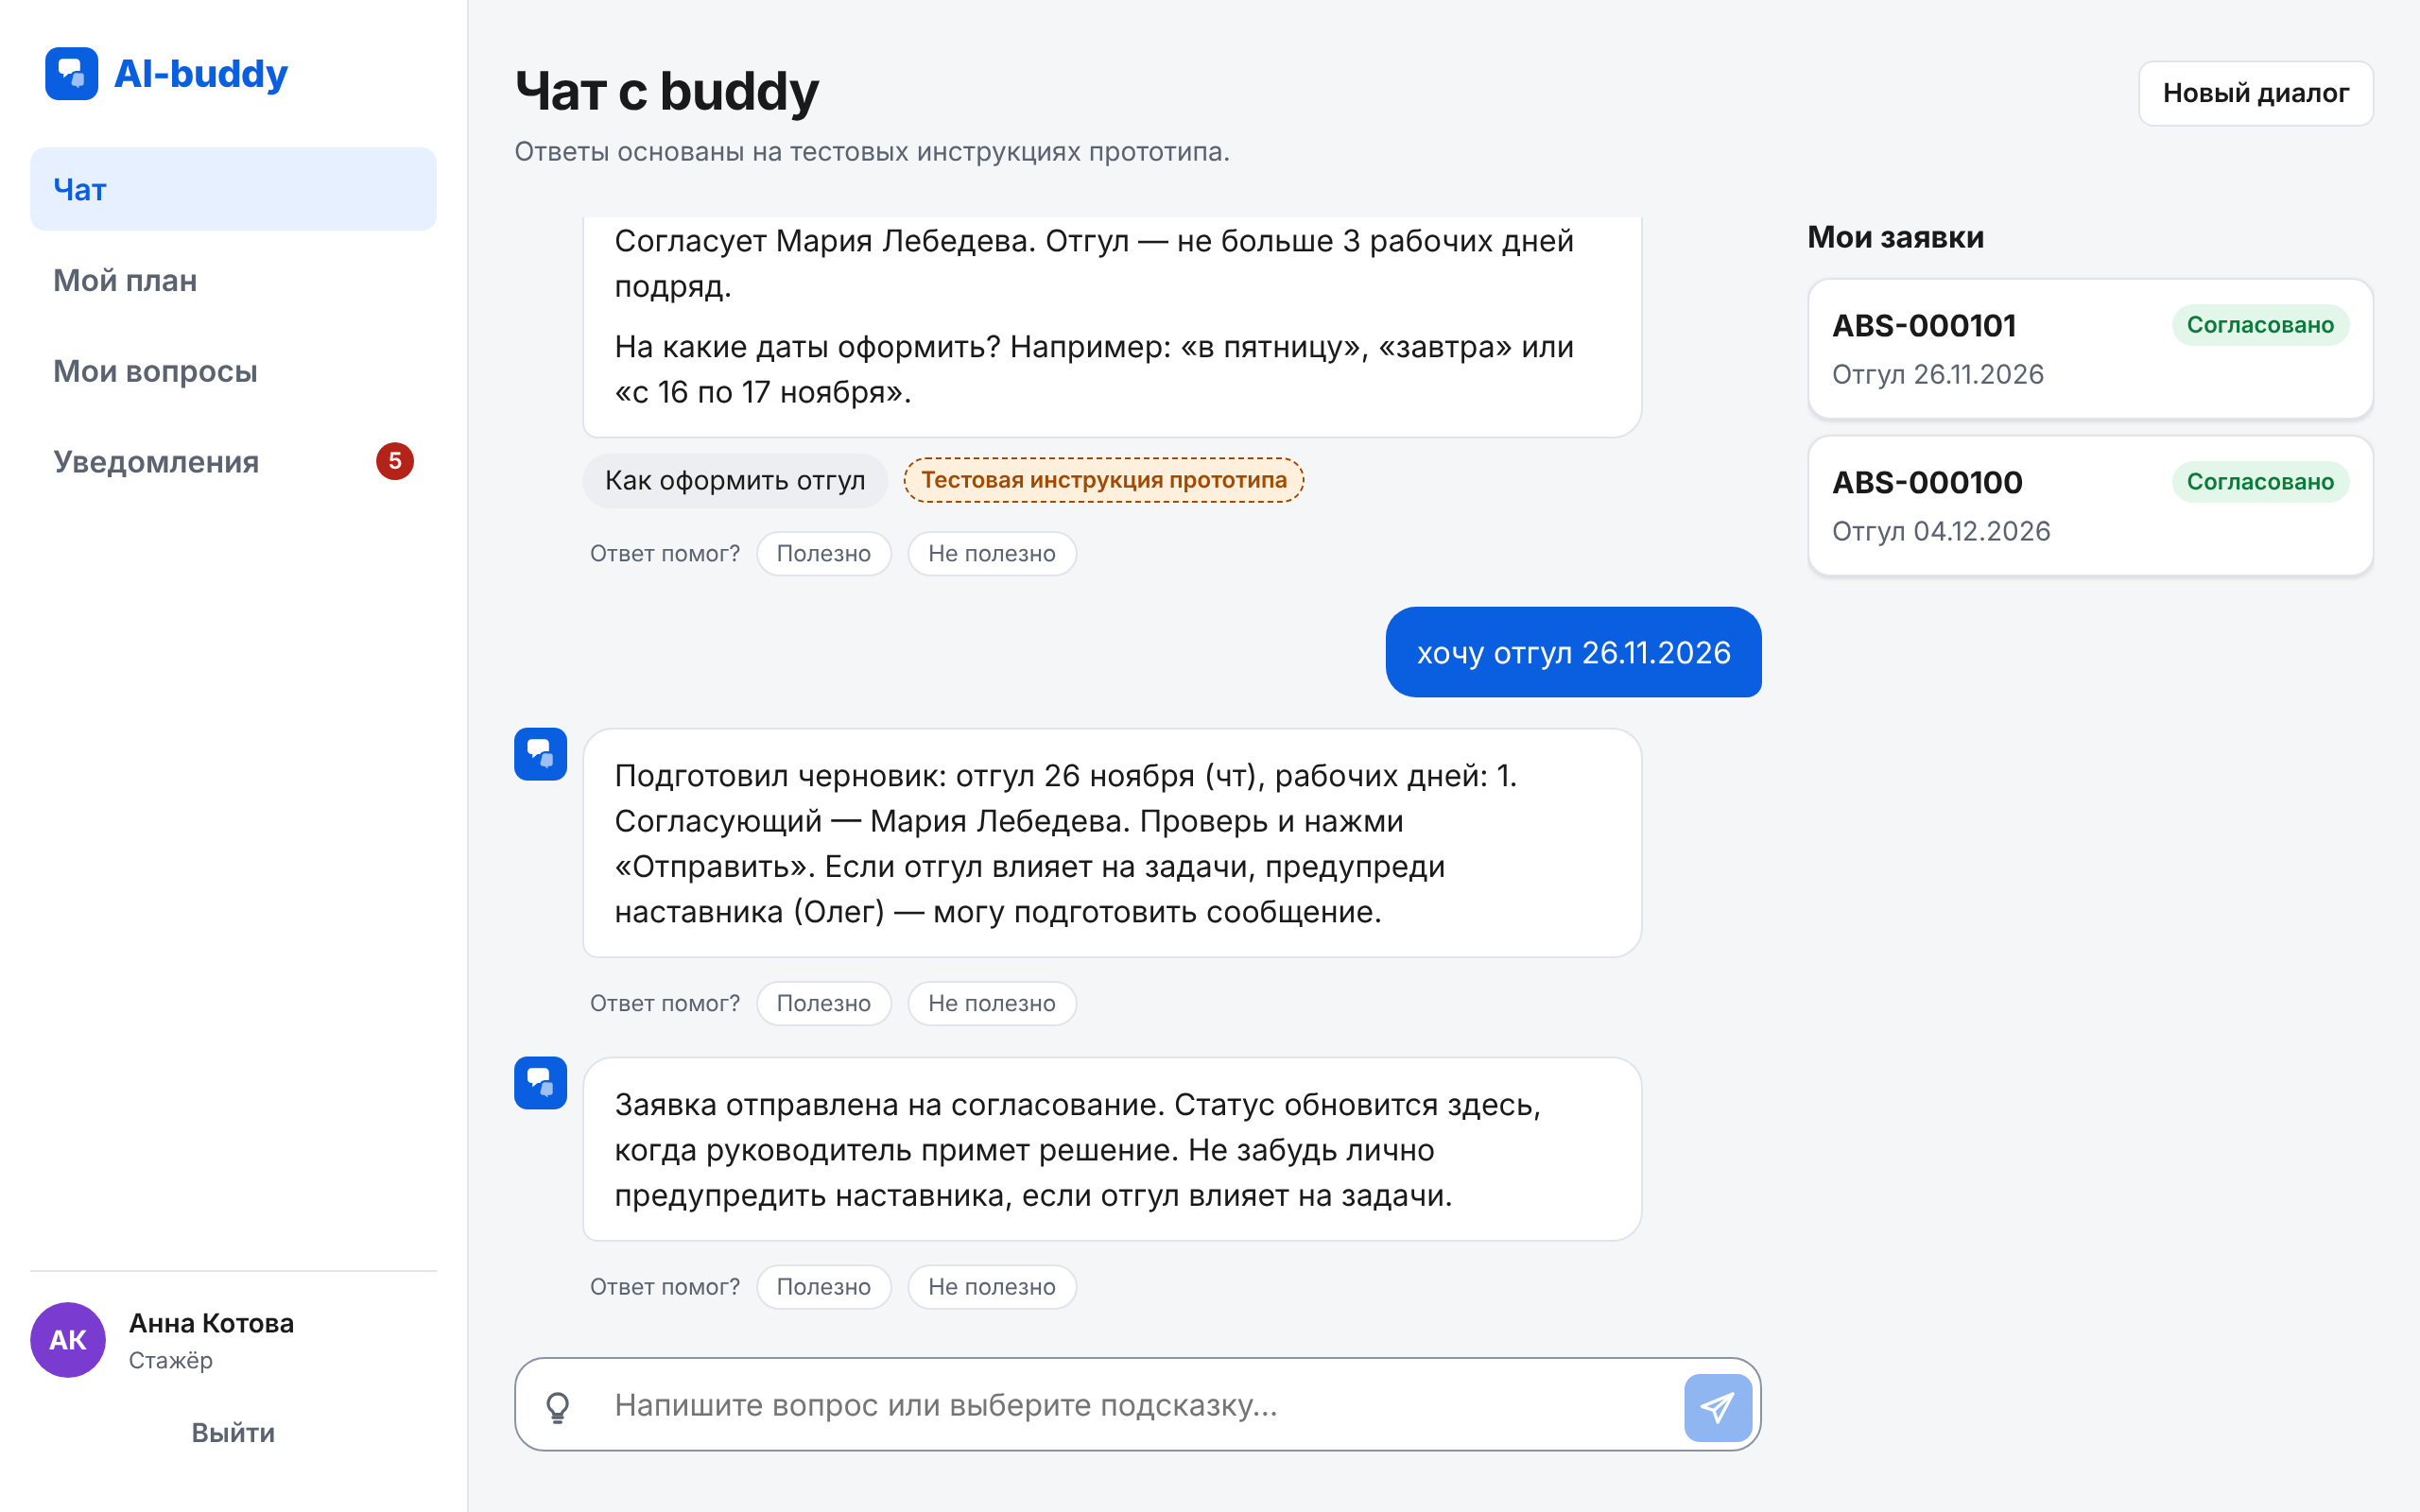 AI-buddy
Чат
Мой план
Мои вопросы
Уведомления 5
АК
Анна Котова
Стажёр
Выйти
Чат с buddy
Ответы основаны на тестовых инструкциях прототипа.
Новый диалог
Согласует Мария Лебедева. Отгул — не больше 3 рабочих дней
подряд.
На какие даты оформить? Например: «в пятницу», «завтра» или
«с 16 по 17 ноября».
Как оформить отгул Тестовая инструкция прототипа
Ответ помог? Полезно Не полезно
хочу отгул 26.11.2026
Подготовил черновик: отгул 26 ноября (чт), рабочих дней: 1.
Согласующий — Мария Лебедева. Проверь и нажми
«Отправить». Если отгул влияет на задачи, предупреди
наставника (Олег) — могу подготовить сообщение.
Ответ помог? Полезно Не полезно
Заявка отправлена на согласование. Статус обновится здесь,
когда руководитель примет решение. Не забудь лично
предупредить наставника, если отгул влияет на задачи.
Ответ помог? Полезно Не полезно
Напишите вопрос или выберите подсказку...
Мои заявки
ABS-000101 Согласовано
Отгул 26.11.2026
ABS-000100 Согласовано
Отгул 04.12.2026